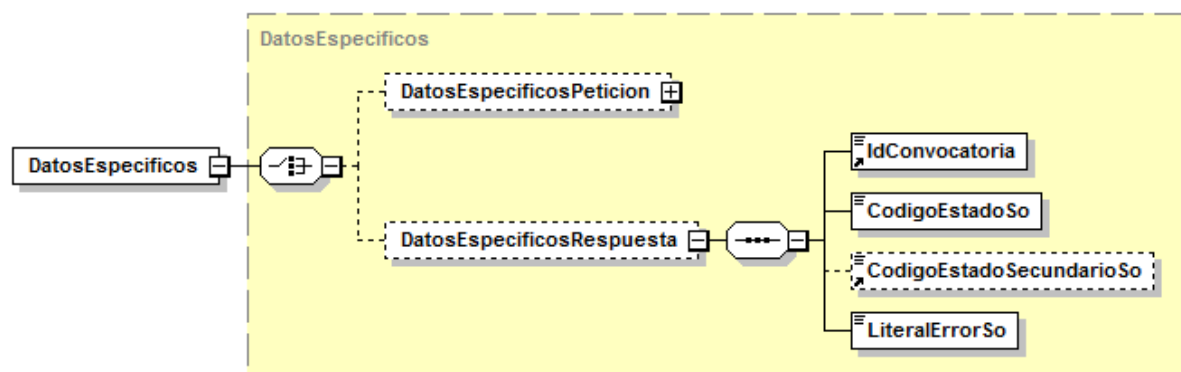 DatosEspecificos
DatosEspecificosPeticion
DatosEspecificos
IdConvocatoria
CodigoEstadoSo
DatosEspecificosRespuesta
CodigoEstadoSecundarioSo
LiteralErrorSo